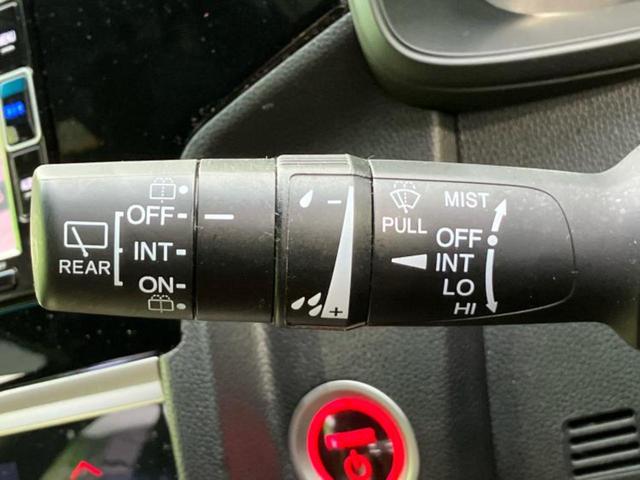 REAR
OFF
INT
ON
−
+
PULL
MIST
OFF
INT
LO
HI